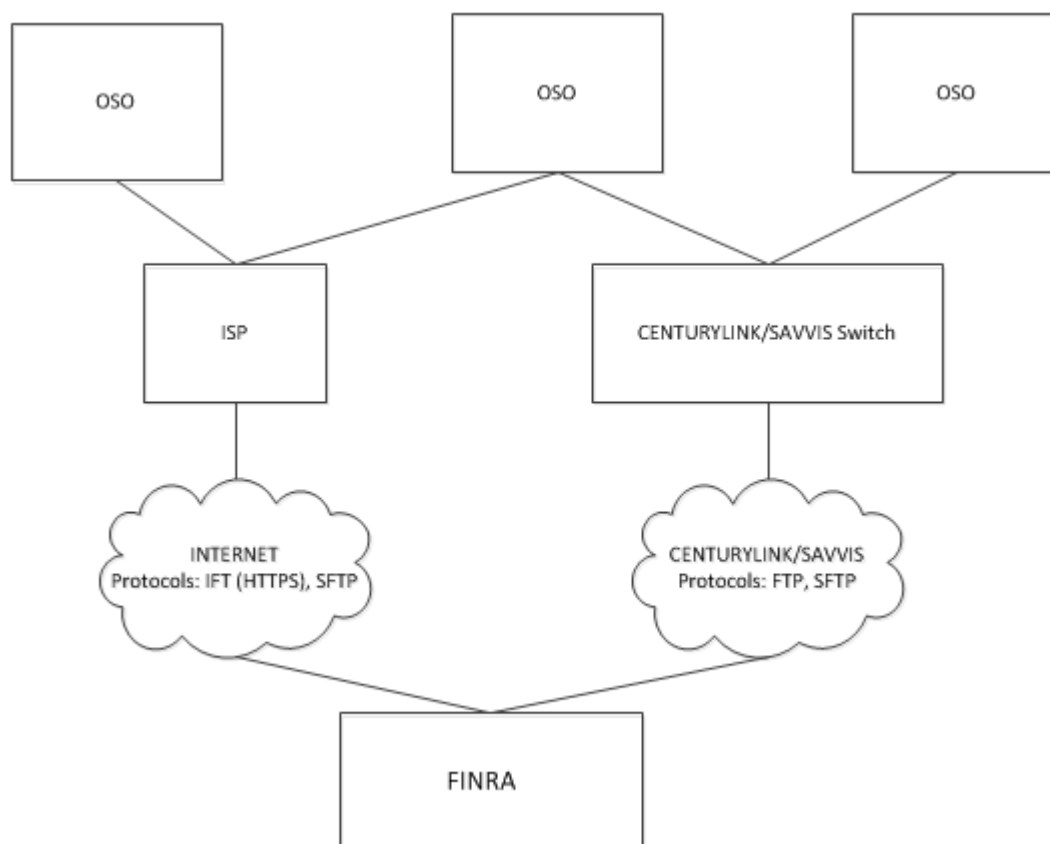 OSO
OSO
OSO
ISP
CENTURYLINK/SAVVIS Switch
INTERNET
Protocols: IFT (HTTPS), SFTP
CENTURYLINK/SAVVIS
Protocols: FTP, SFTP
FINRA